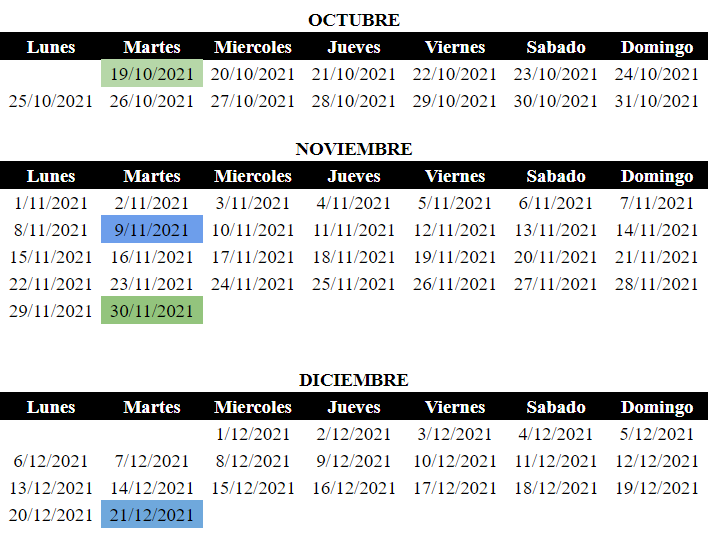 OCTUBRE
Lunes Martes Miercoles Jueves Viernes Sabado Domingo
19/10/2021 20/10/2021 21/10/2021 22/10/2021 23/10/2021 24/10/2021
25/10/2021 26/10/2021 27/10/2021 28/10/2021 29/10/2021 30/10/2021 31/10/2021
NOVIEMBRE
Lunes Martes Miercoles Jueves Viernes Sabado Domingo
1/11/2021 2/11/2021 3/11/2021 4/11/2021 5/11/2021 6/11/2021 7/11/2021
8/11/2021 9/11/2021 10/11/2021 11/11/2021 12/11/2021 13/11/2021 14/11/2021
15/11/2021 16/11/2021 17/11/2021 18/11/2021 19/11/2021 20/11/2021 21/11/2021
22/11/2021 23/11/2021 24/11/2021 25/11/2021 26/11/2021 27/11/2021 28/11/2021
29/11/2021 30/11/2021
DICIEMBRE
Lunes Martes Miercoles Jueves Viernes Sabado Domingo
1/12/2021 2/12/2021 3/12/2021 4/12/2021 5/12/2021
6/12/2021 7/12/2021 8/12/2021 9/12/2021 10/12/2021 11/12/2021 12/12/2021
13/12/2021 14/12/2021 15/12/2021 16/12/2021 17/12/2021 18/12/2021 19/12/2021
20/12/2021 21/12/2021